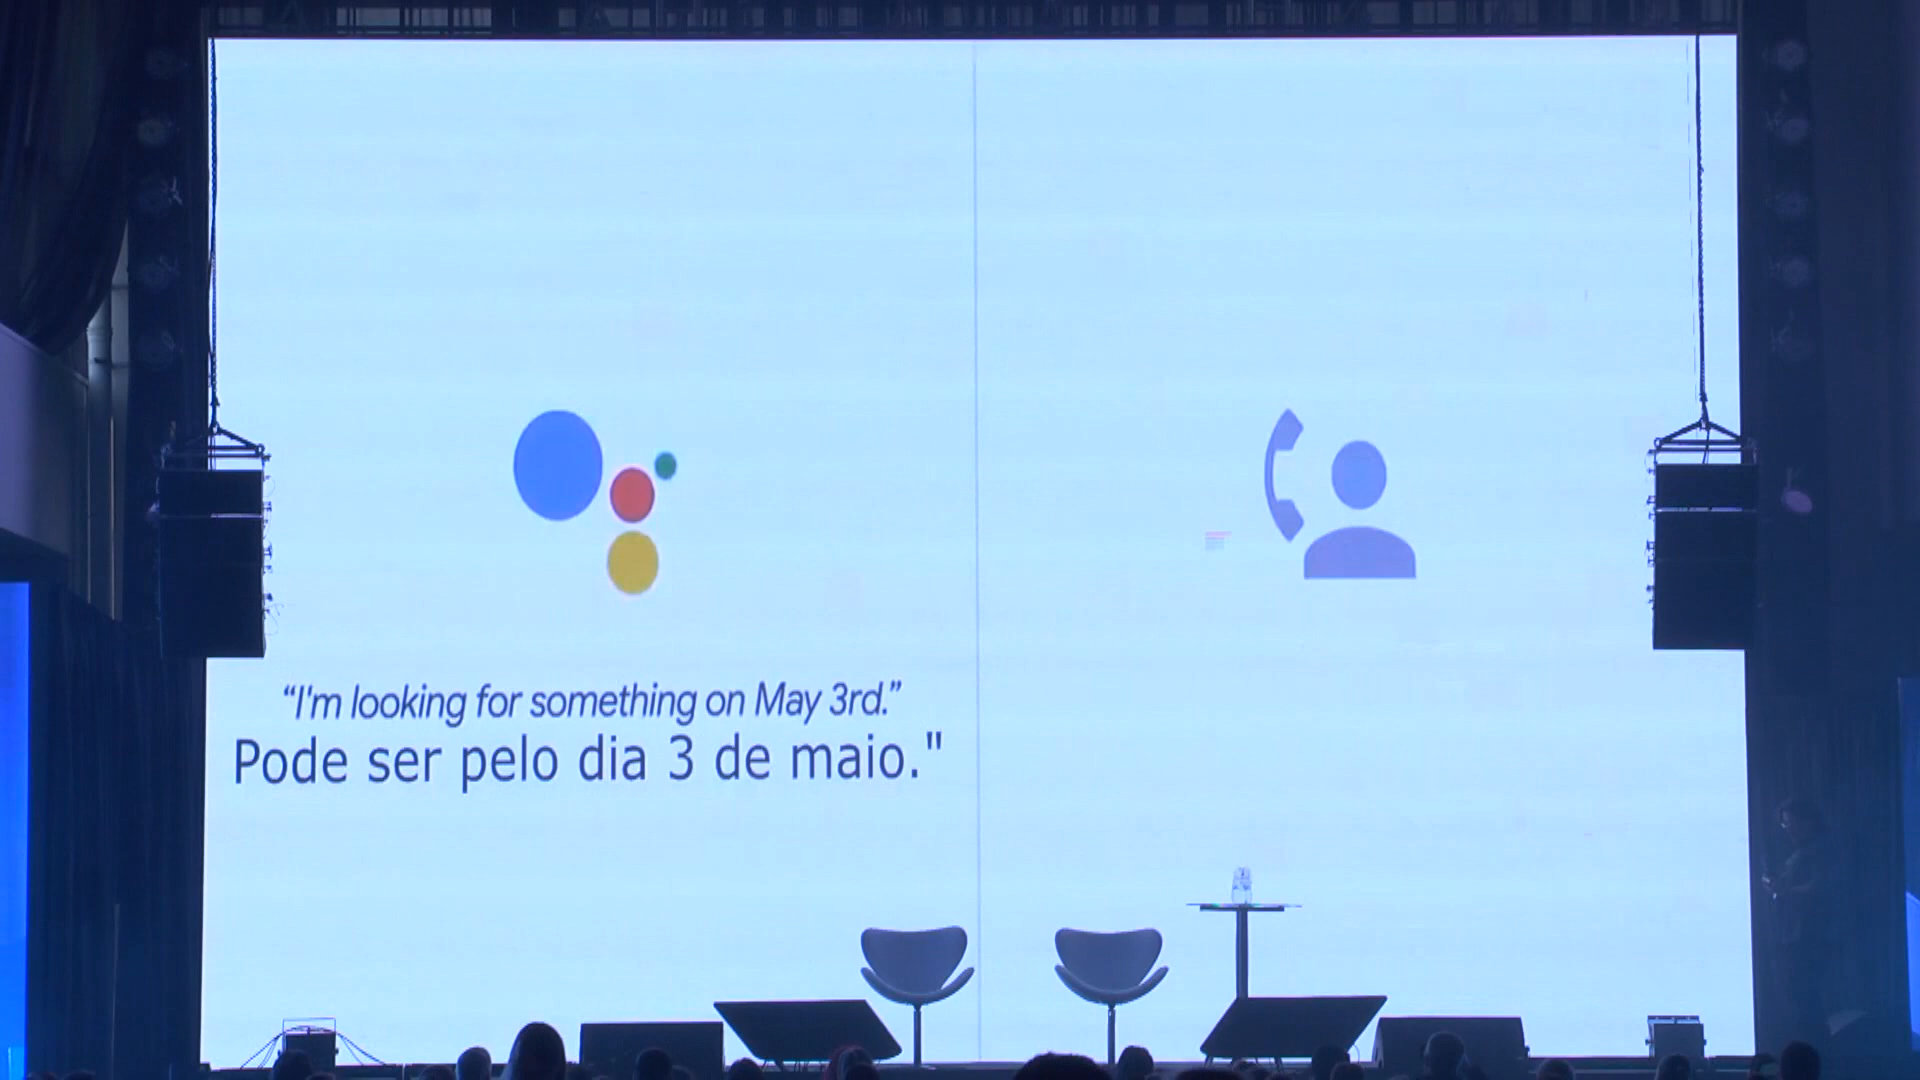 “I'm looking for something on May 3rd.”
Pode ser pelo dia 3 de maio."